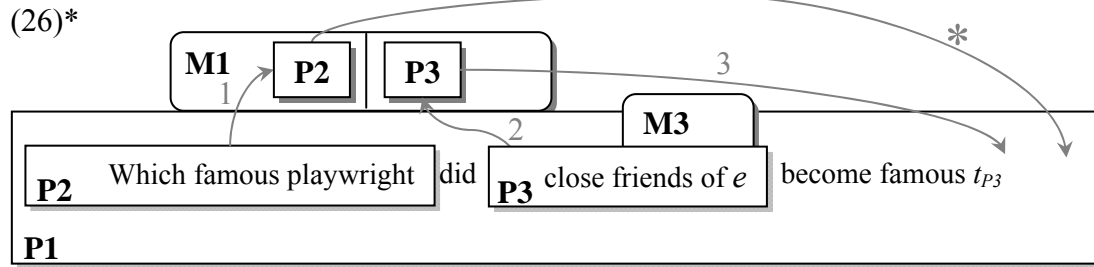 (26)*
*
M1 P2 P3 3
1
2 M3
Which famous playwright did close friends of e become famous tP3
P2 P3
P1